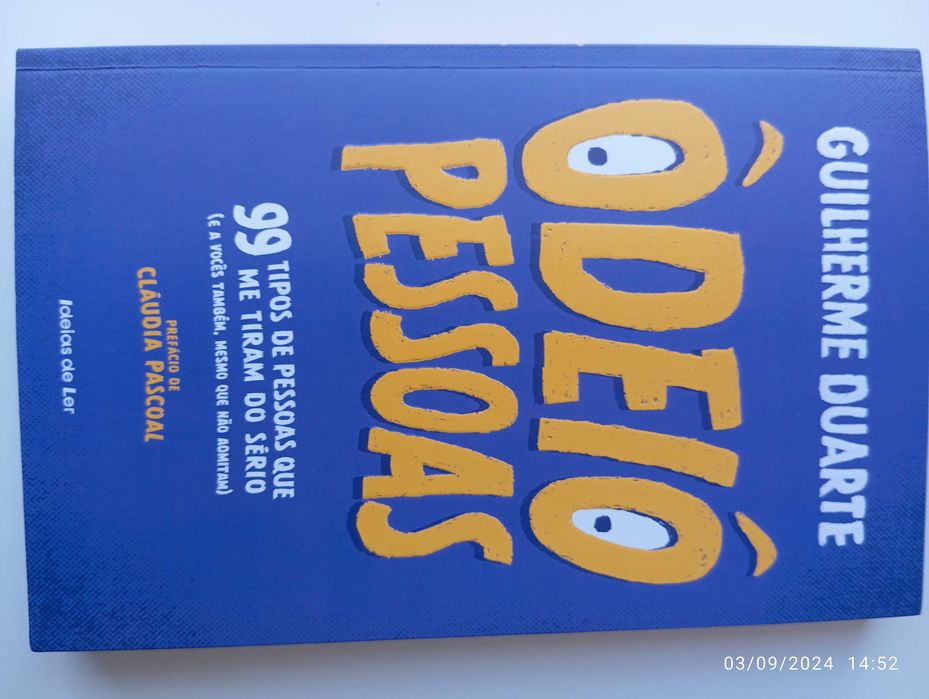 GUILHERME DUARTE
ODEIO
PESSOAS
99 TIPOS DE PESSOAS QUE
ME TIRAM DO SÉRIO
(E A VOCÊS TAMBÉM, MESMO QUE NÃO ADMITAM)
PREFÁCIO DE
CLÁUDIA PASCOAL
Ideias de Ler
03/09/2024 14:52